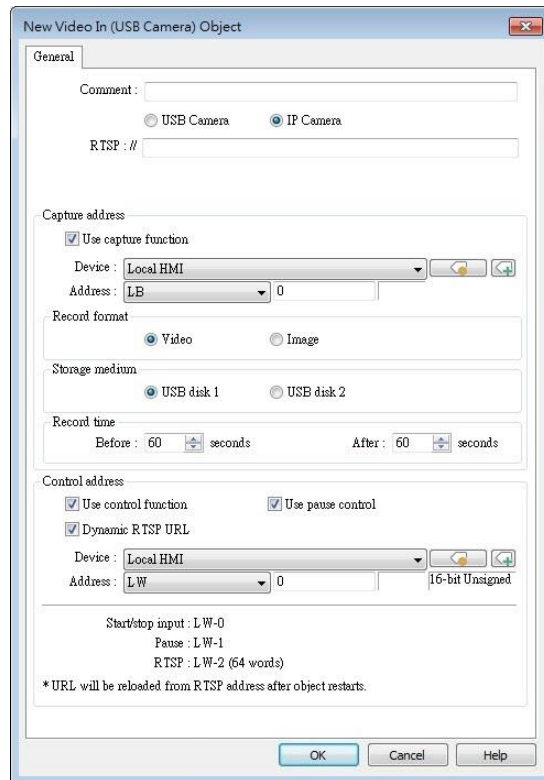 New Video In (USB Camera) Object
General
Comment :
USB Camera IP Camera
RTSP : //
Capture address
Use capture function
Device : Local HMI
Address : LB 0
Record format
Video Image
Storage medium
USB disk 1 USB disk 2
Record time
Before : 60 seconds After : 60 seconds
Control address
Use control function Use pause control
Dynamic RTSP URL
Device : Local HMI
Address : LW 0 16-bit Unsigned
Start/stop input : LW-0
Pause : LW-1
RTSP : LW-2 (64 words)
* URL will be reloaded from RTSP address after object restarts.
OK Cancel Help